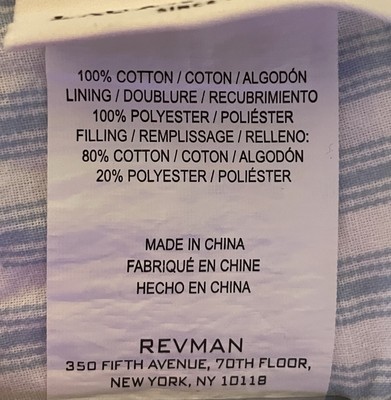 100% COTTON / COTON / ALGODÓN
LINING / DOUBLURE / RECUBRIMIENTO
100% POLYESTER / POLIÉSTER
FILLING / REMPLISSAGE / RELLENO:
80% COTTON / COTON / ALGODÓN
20% POLYESTER / POLIÉSTER
MADE IN CHINA
FABRIQUÉ EN CHINE
HECHO EN CHINA
REVMAN
350 FIFTH AVENUE, 70TH FLOOR,
NEW YORK, NY 10118